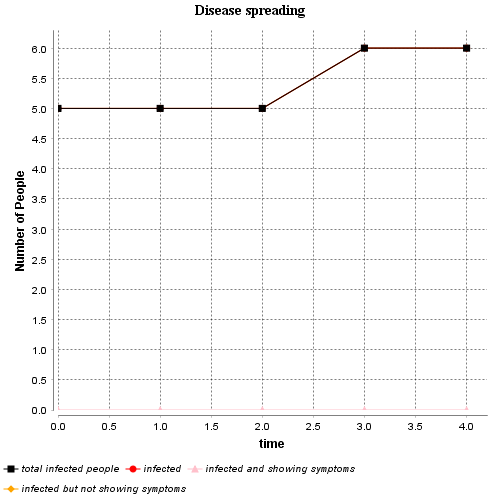 Disease spreading
Number of People
6.0
5.5
5.0
4.5
4.0
3.5
3.0
2.5
2.0
1.5
1.0
0.5
0.0
0.0 0.5 1.0 1.5 2.0 2.5 3.0 3.5 4.0
time
total infected people infected infected and showing symptoms
infected but not showing symptoms